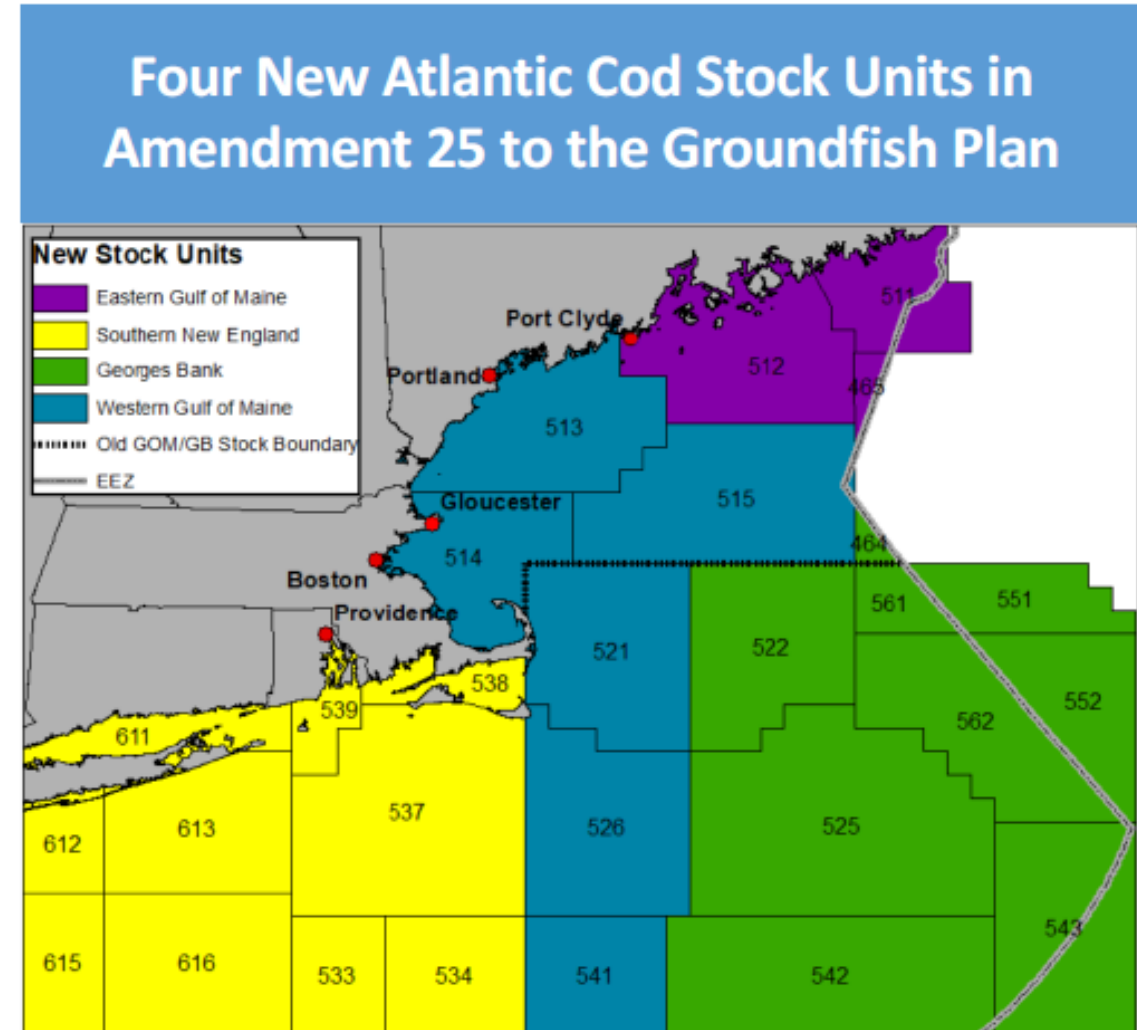 Four New Atlantic Cod Stock Units in
Amendment 25 to the Groundfish Plan
New Stock Units
Eastern Gulf of Maine
Southern New England
Georges Bank
Western Gulf of Maine
Old GOM/GB Stock Boundary
EEZ
511
Port Clyde
512
Portland
465
513
Gloucester
515
464
514
Boston
561
551
Providence
521
522
538
552
539
562
611
537
613
526
525
612
543
615
616
533
534
541
542